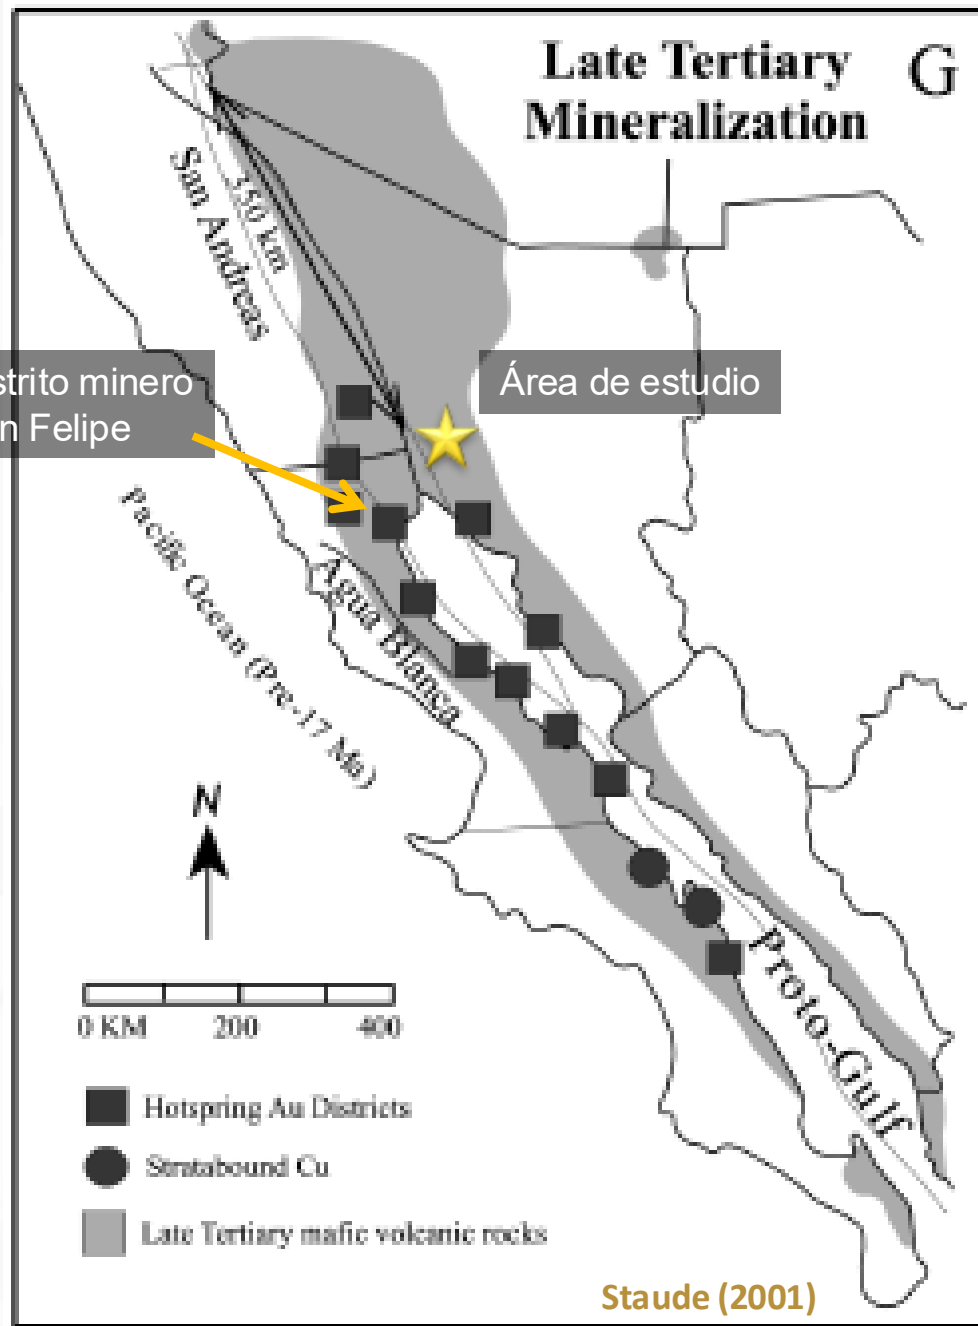 Late Tertiary
Mineralization
G
San Andreas
350 km
strito minero
n Felipe
Área de estudio
Pacific Ocean (Pre-17 Ma)
Agua Blanca
N
Proto-Gulf
0 KM 200 400
Hotspring Au Districts
Stratabound Cu
Late Tertiary mafic volcanic rocks
Staude (2001)